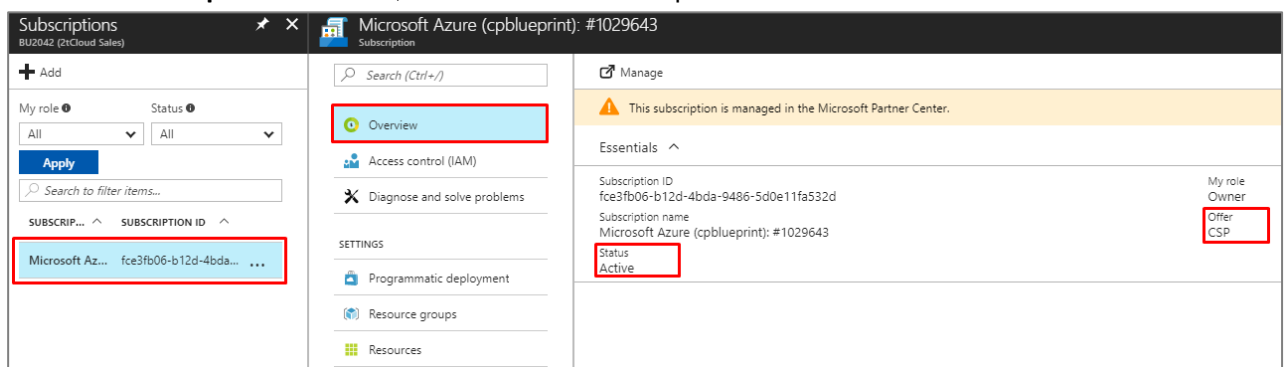 Subscriptions
BU2042 (2tCloud Sales)
Add
My role
Status
All
All
Apply
Search to filter items...
SUBSCRIP...
SUBSCRIPTION ID
Microsoft Az...
fce3fb06-b12d-4bda...
...
Microsoft Azure (cpblueprint): #1029643
Subscription
Search (Ctrl+/)
Overview
Access control (IAM)
Diagnose and solve problems
SETTINGS
Programmatic deployment
Resource groups
Resources
Manage
This subscription is managed in the Microsoft Partner Center.
Essentials
Subscription ID
fce3fb06-b12d-4bda-9486-5d0e11fa532d
Subscription name
Microsoft Azure (cpblueprint): #1029643
Status
Active
My role
Owner
Offer
CSP